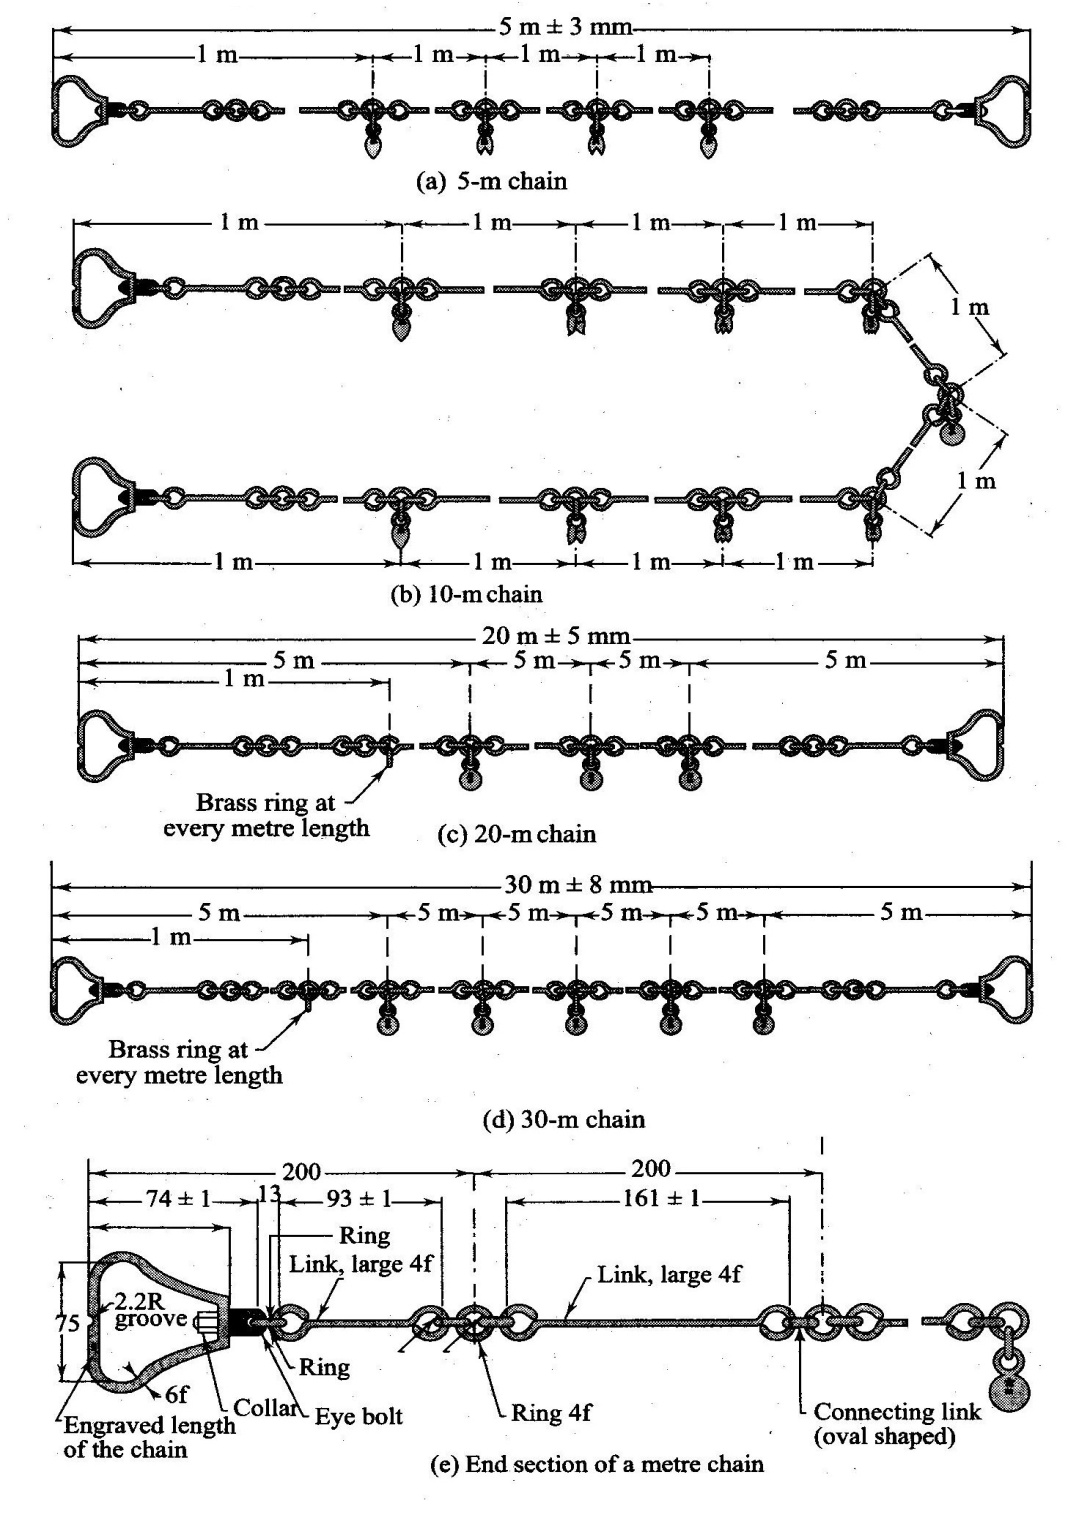 5 m ± 3 mm
1 m 1 m 1 m 1 m
(a) 5-m chain
1 m 1 m 1 m 1 m
1 m
1 m
1 m 1 m 1 m 1 m
(b) 10-m chain
20 m ± 5 mm
5 m 5 m 5 m 5 m
1 m
Brass ring at
every metre length
(c) 20-m chain
30 m ± 8 mm
5 m 5 m 5 m 5 m 5 m 5 m
1 m
Brass ring at
every metre length
(d) 30-m chain
200 200
74 ± 1 13 93 ± 1 161 ± 1
Ring
Link, large 4f
Link, large 4f
2.2R
groove
75
Ring
6f
Collar
Eye bolt
Ring 4f
Engraved length
of the chain
Connecting link
(oval shaped)
(e) End section of a metre chain